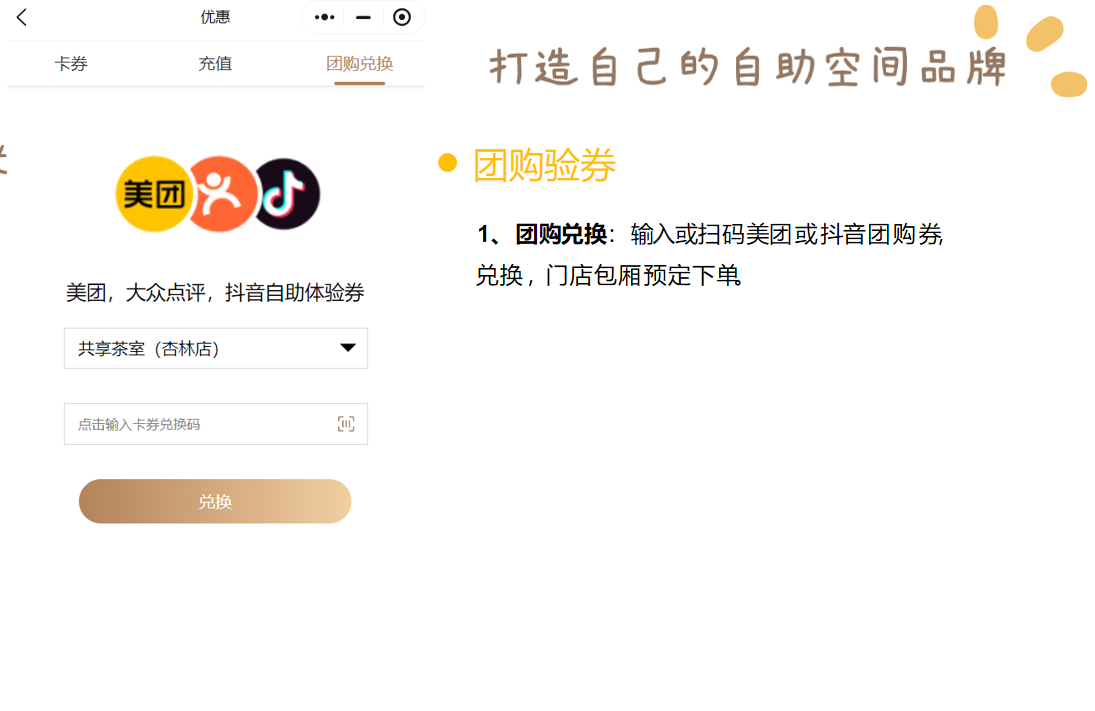 优惠
卡券
充值
团购兑换
美团
美团，大众点评，抖音自助体验券
共享茶室（杏林店）
点击输入卡券兑换码
兑换
打造自己的自助空间品牌
团购验券
1、团购兑换：输入或扫码美团或抖音团购券，
兑换，门店包厢预定下单。